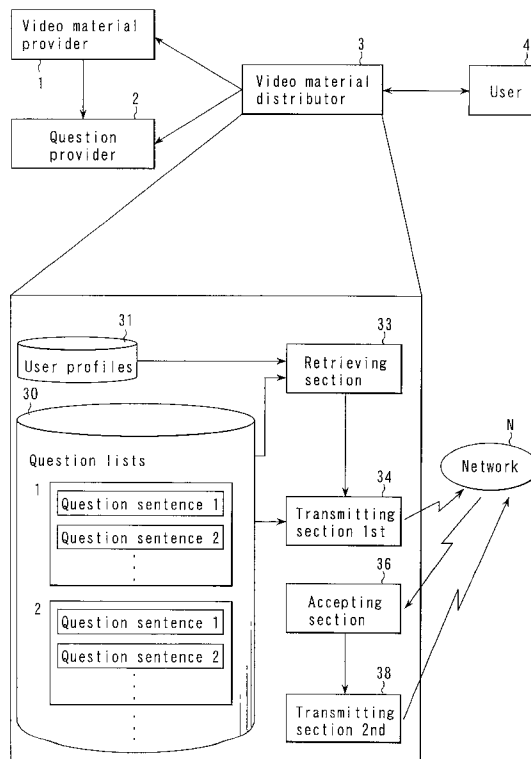 Video material
provider
1
2
Question
provider
3
Video material
distributor
4
User
31
User profiles
33
Retrieving
section
30
Question lists
1
Question sentence 1
Question sentence 2
2
Question sentence 1
Question sentence 2
34
Transmitting
section 1st
N
Network
36
Accepting
section
38
Transmitting
section 2nd